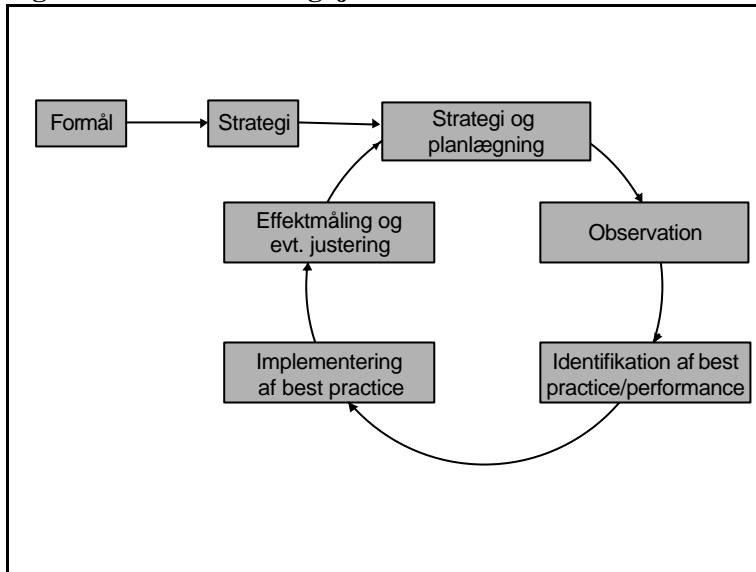 Formål
Strategi
Strategi og
planlægning
Effektmåling og
evt. justering
Observation
Implementering
af best practice
Identifikation af best
practice/performance